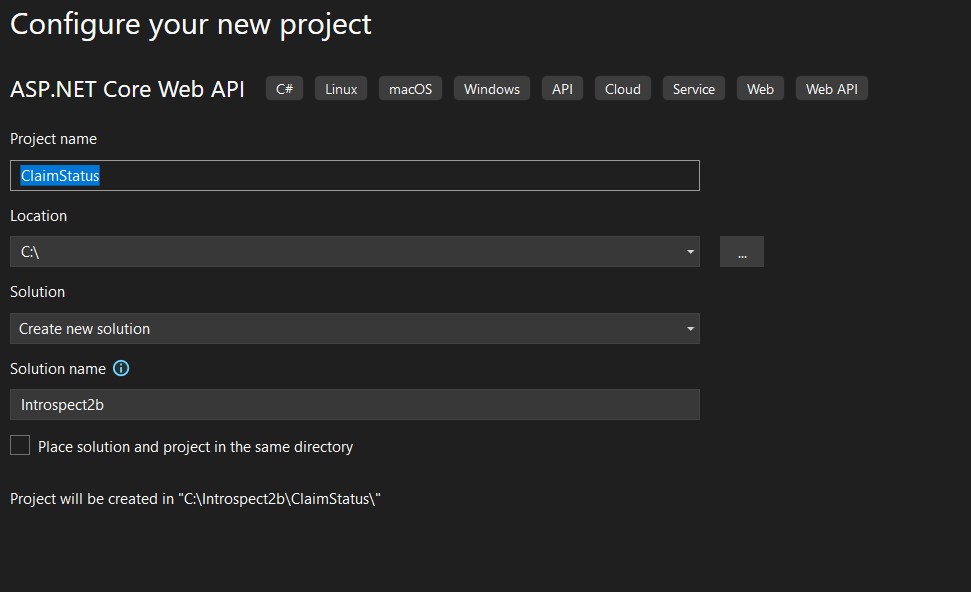 Configure your new project
ASP.NET Core Web API C# Linux macOS Windows API Cloud Service Web Web API
Project name
ClaimStatus
Location
C:\
...
Solution
Create new solution
Solution name
Introspect2b
Place solution and project in the same directory
Project will be created in "C:\Introspect2b\ClaimStatus\"